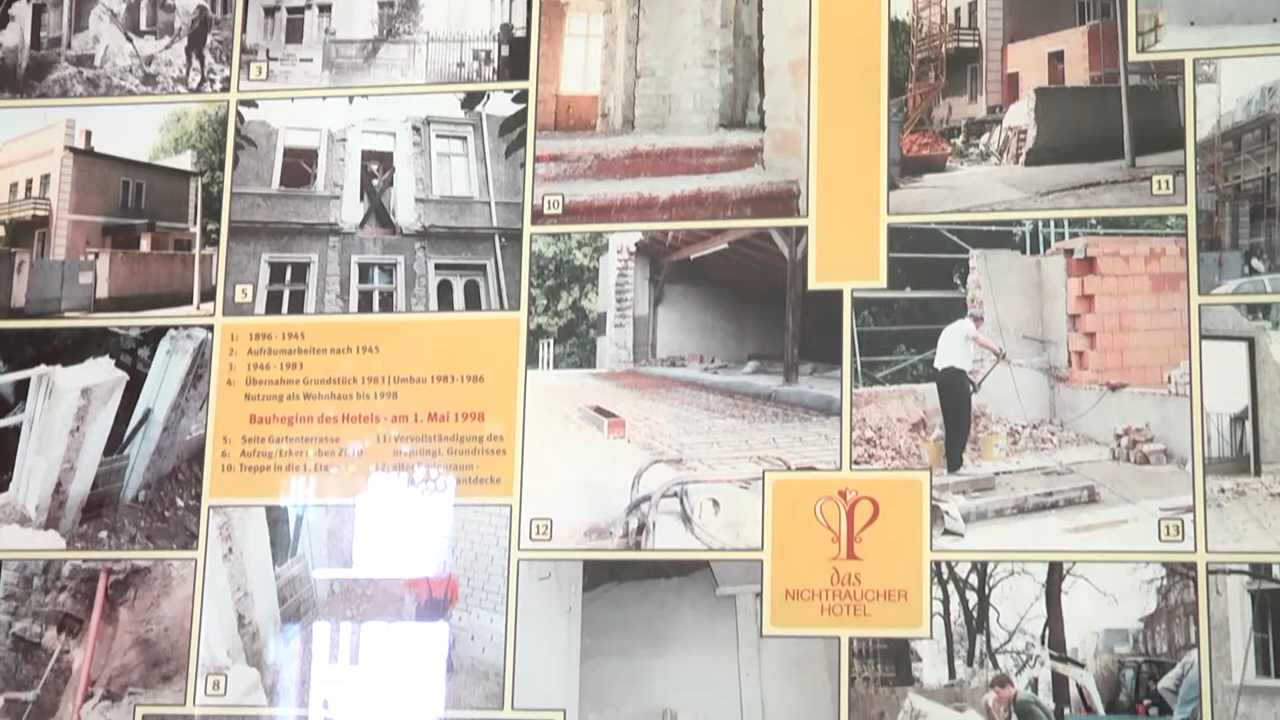 3
10
11
5
1: 1896 - 1945
2: Aufräumarbeiten nach 1945
3: 1946 - 1983
4: Übernahme Grundstück 1983 | Umbau 1983-1986
Nutzung als Wohnhaus bis 1998
Bauheginn des Hotels - am 1. Mai 1998
5: Seite Gartenterrasse
6: Aufzug/Erker
10: Treppe in die 1.
11: Vervollständigung des
ursprüngl. Grundrisses
12:
12
13
das
NICHTRAUCHER
HOTEL
8